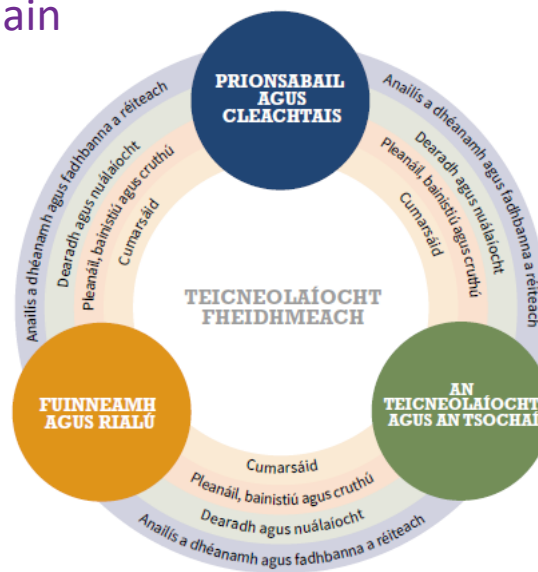 ain
PRIONSABAIL
AGUS
CLEACHTAIS
Anailís a dhéanamh agus fadhbanna a réiteach
Dearadh agus nuálaíocht
Pleanáil, bainistiú agus cruthú
Cumarsáid
Anailís a dhéanamh agus fadhbanna a réiteach
Dearadh agus nuálaíocht
Pleanáil, bainistiú agus cruthú
Cumarsáid
TEICNEOLAÍOCHT
FHEIDHMEACH
FUINNEAMH
AGUS RIALÚ
AN
TEICNEOLAÍOCHT
AGUS AN TSOCHAÍ
Cumarsáid
Pleanáil, bainistiú agus cruthú
Dearadh agus nuálaíocht
Anailís a dhéanamh agus fadhbanna a réiteach